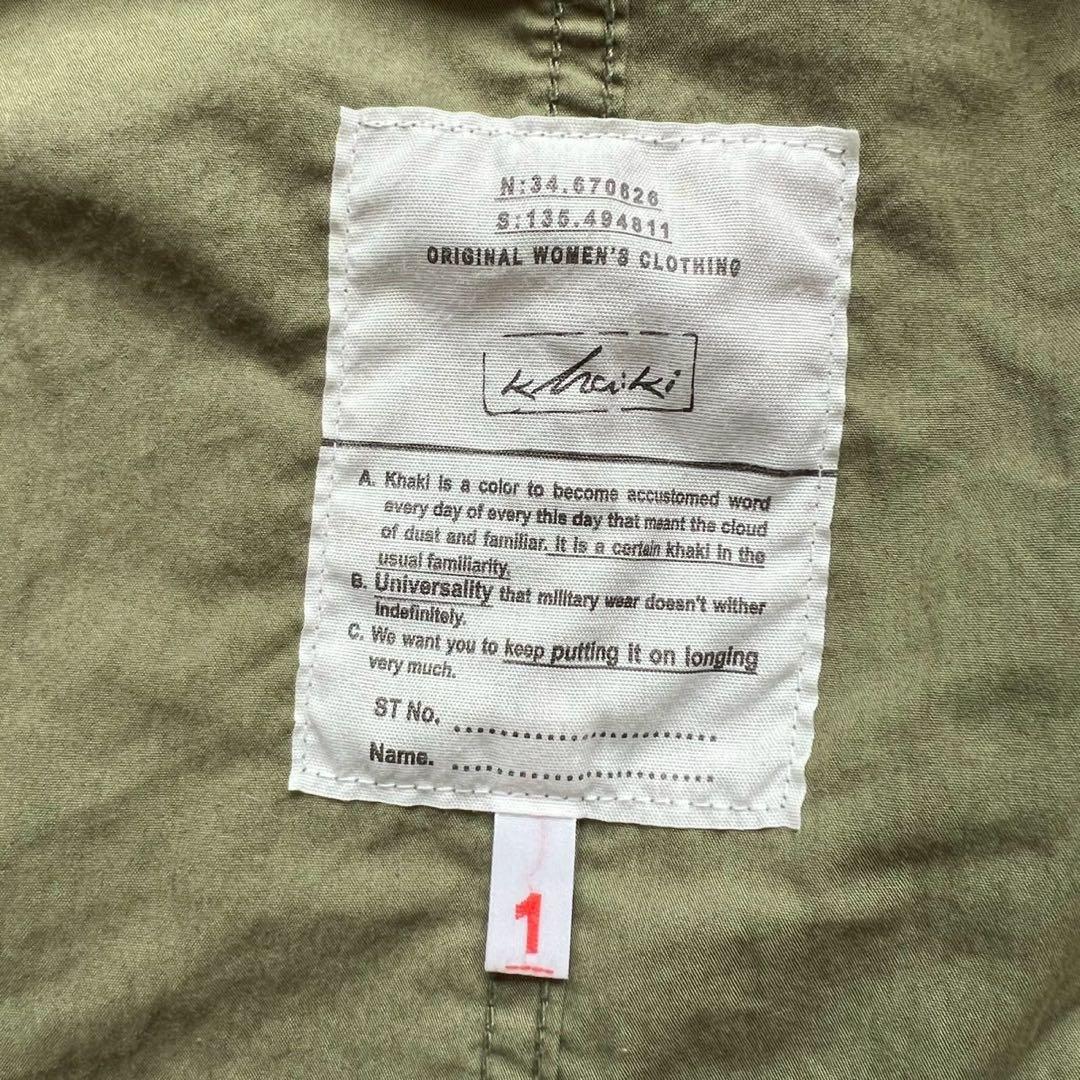 N:34.670626
S:135.494811
ORIGINAL WOMEN'S CLOTHING
khaiki
A. Khaki is a color to become accustomed word
every day of every this day that meant the cloud
of dust and familiar. It is a certain khaki in the
usual familiarity.
B. Universality that military wear doesn't wither
indefinitely.
C. We want you to keep putting it on longing
very much.
ST No. ........................
Name. ........................
1